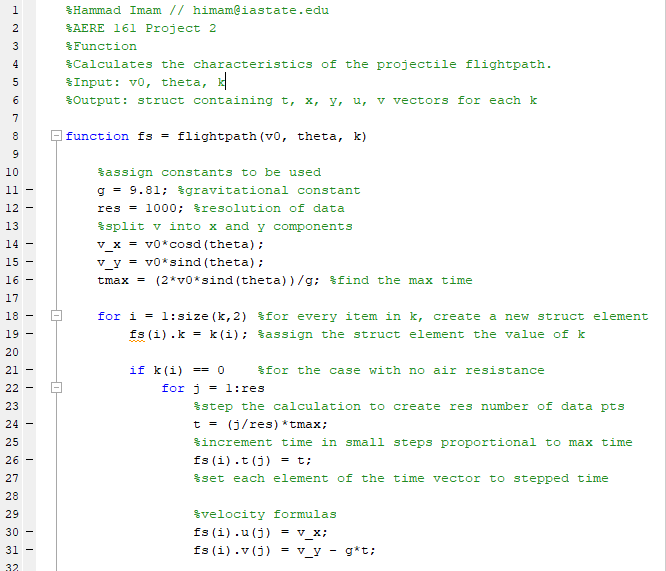 1 %Hammad Imam // himam@iastate.edu
2 %AERE 161 Project 2
3 %Function
4 %Calculates the characteristics of the projectile flightpath.
5 %Input: v0, theta, k
6 %Output: struct containing t, x, y, u, v vectors for each k
7
8 function fs = flightpath(v0, theta, k)
9
10 %assign constants to be used
11 g = 9.81; %gravitational constant
12 res = 1000; %resolution of data
13 %split v into x and y components
14 v_x = v0*cosd(theta);
15 v_y = v0*sind(theta);
16 tmax = (2*v0*sind(theta))/g; %find the max time
17
18 for i = 1:size(k,2) %for every item in k, create a new struct element
19 fs(i).k = k(i); %assign the struct element the value of k
20
21 if k(i) == 0 %for the case with no air resistance
22 for j = 1:res
23 %step the calculation to create res number of data pts
24 t = (j/res)*tmax;
25 %increment time in small steps proportional to max time
26 fs(i).t(j) = t;
27 %set each element of the time vector to stepped time
28
29 %velocity formulas
30 fs(i).u(j) = v_x;
31 fs(i).v(j) = v_y - g*t;
32